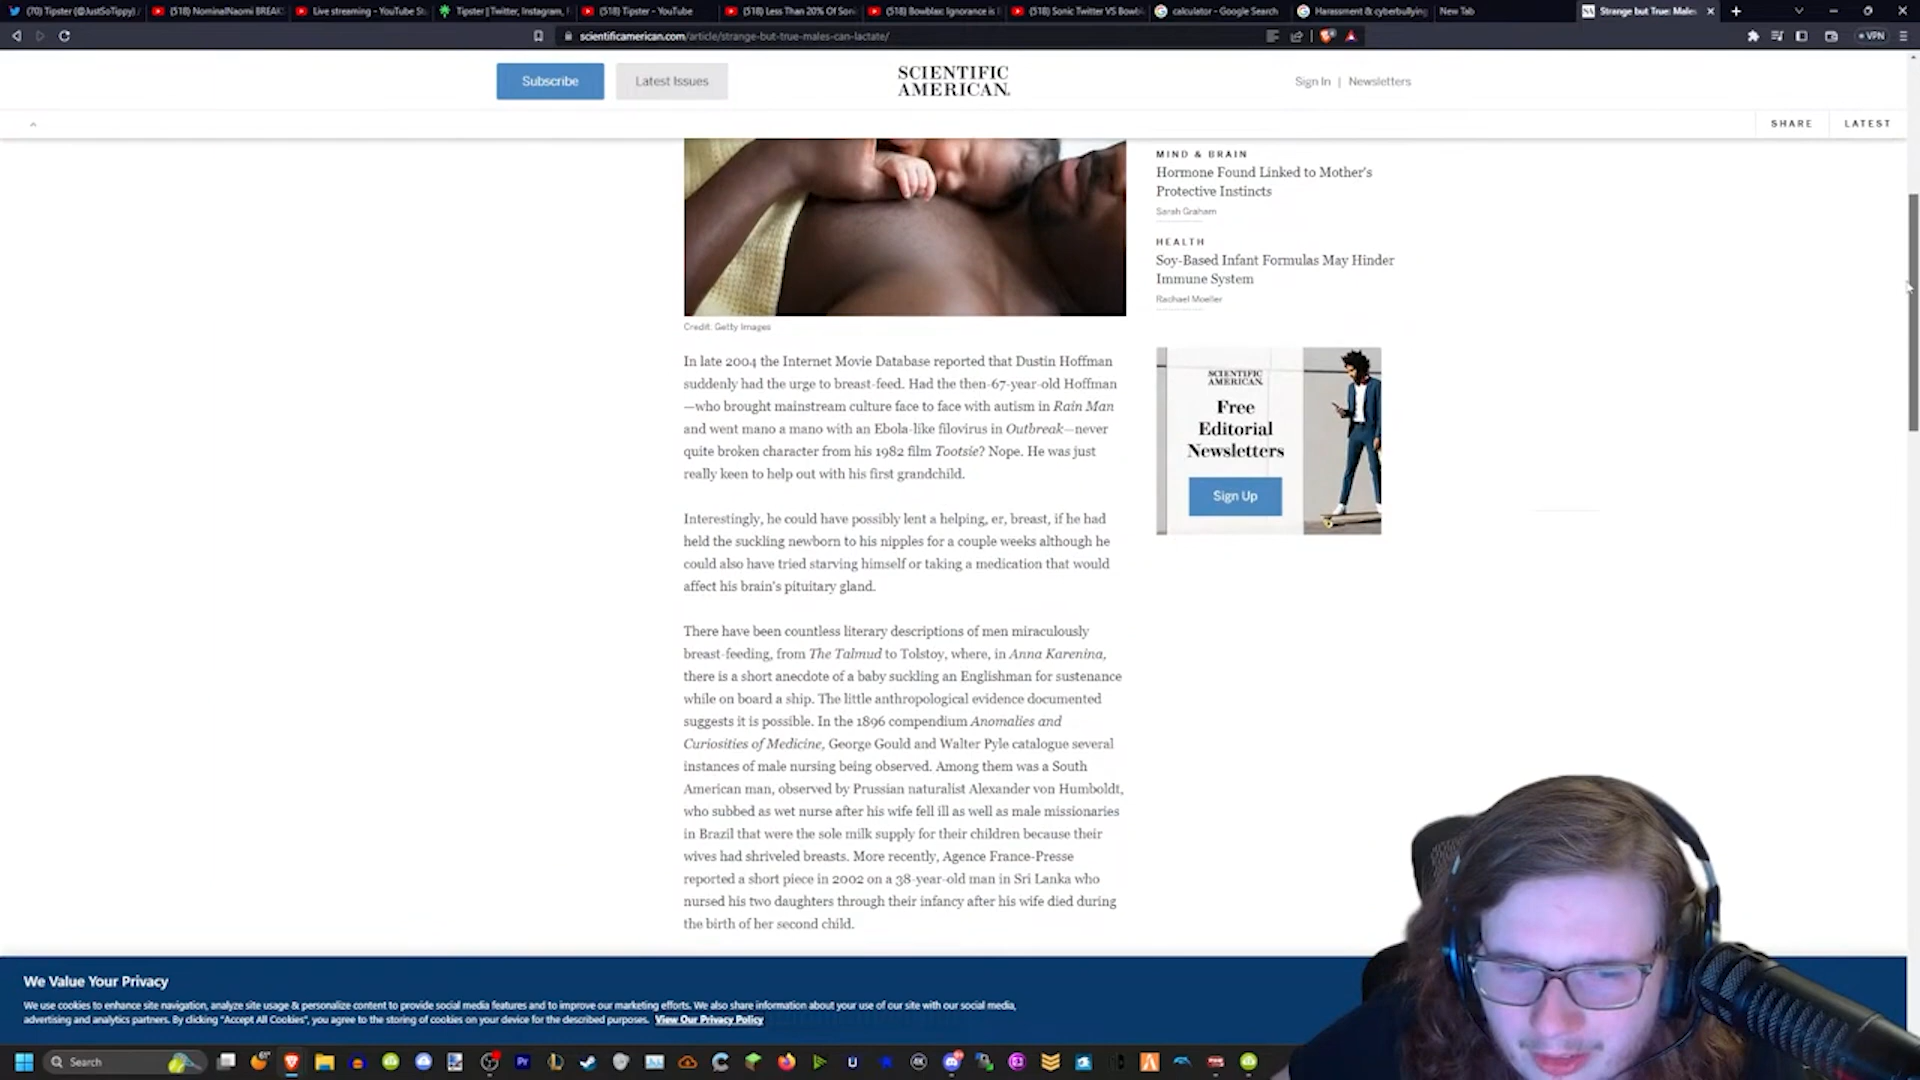 (70) Tipster (@JustSoTippy) /
(518) NominalNaomi BREAK
Live streaming - YouTube St
Tipster | Twitter, Instagram, F
(518) Tipster - YouTube
(518) Less Than 20% Of Soni
(518) Bowblax: Ignorance is
(518) Sonic Twitter VS Bowbl
calculator - Google Search
Harassment & cyberbullying
New Tab
Strange but True: Males
scientificamerican.com/article/strange-but-true-males-can-lactate/
VPN
Subscribe
Latest Issues
SCIENTIFIC
AMERICAN.
Sign In | Newsletters
SHARE
LATEST
MIND & BRAIN
Hormone Found Linked to Mother's
Protective Instincts
Sarah Graham
HEALTH
Soy-Based Infant Formulas May Hinder
Immune System
Rachael Moeller
Credit: Getty Images
In late 2004 the Internet Movie Database reported that Dustin Hoffman
suddenly had the urge to breast-feed. Had the then-67-year-old Hoffman
—who brought mainstream culture face to face with autism in Rain Man
and went mano a mano with an Ebola-like filovirus in Outbreak—never
quite broken character from his 1982 film Tootsie? Nope. He was just
really keen to help out with his first grandchild.
SCIENTIFIC
AMERICAN.
Free
Editorial
Newsletters
Sign Up
Interestingly, he could have possibly lent a helping, er, breast, if he had
held the suckling newborn to his nipples for a couple weeks although he
could also have tried starving himself or taking a medication that would
affect his brain's pituitary gland.
There have been countless literary descriptions of men miraculously
breast-feeding, from The Talmud to Tolstoy, where, in Anna Karenina,
there is a short anecdote of a baby suckling an Englishman for sustenance
while on board a ship. The little anthropological evidence documented
suggests it is possible. In the 1896 compendium Anomalies and
Curiosities of Medicine, George Gould and Walter Pyle catalogue several
instances of male nursing being observed. Among them was a South
American man, observed by Prussian naturalist Alexander von Humboldt,
who subbed as wet nurse after his wife fell ill as well as male missionaries
in Brazil that were the sole milk supply for their children because their
wives had shriveled breasts. More recently, Agence France-Presse
reported a short piece in 2002 on a 38-year-old man in Sri Lanka who
nursed his two daughters through their infancy after his wife died during
the birth of her second child.
We Value Your Privacy
We use cookies to enhance site navigation, analyze site usage & personalize content to provide social media features and to improve our marketing efforts. We also share information about your use of our site with our social media,
advertising and analytics partners. By clicking "Accept All Cookies", you agree to the storing of cookies on your device for the described purposes. View Our Privacy Policy
Search